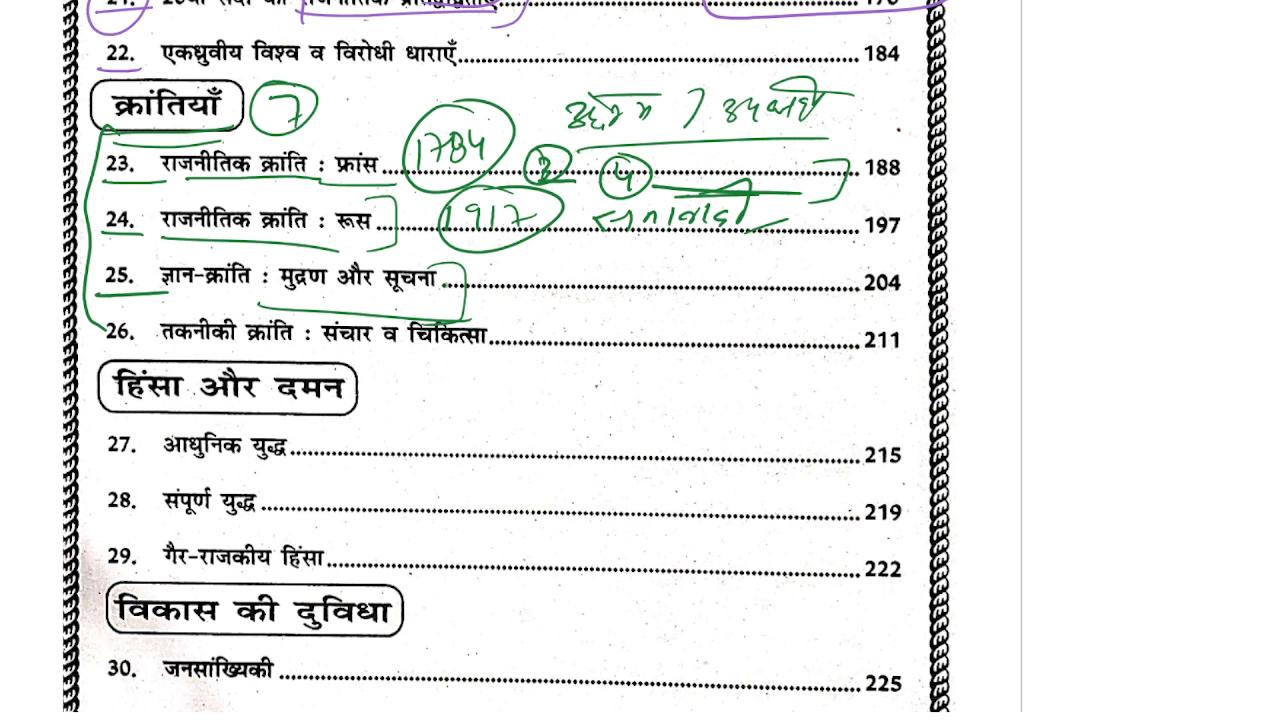 22. एकध्रुवीय विश्व व विरोधी धाराएँ 184
क्रांतियाँ 7
23. राजनीतिक क्रांति : फ्रांस 188
24. राजनीतिक क्रांति : रूस 1917 197
25. ज्ञान-क्रांति : मुद्रण और सूचना 204
26. तकनीकी क्रांति : संचार व चिकित्सा 211
हिंसा और दमन
27. आधुनिक युद्ध 215
28. संपूर्ण युद्ध 219
29. गैर-राजकीय हिंसा 222
विकास की दुविधा
30. जनसांख्यिकी 225